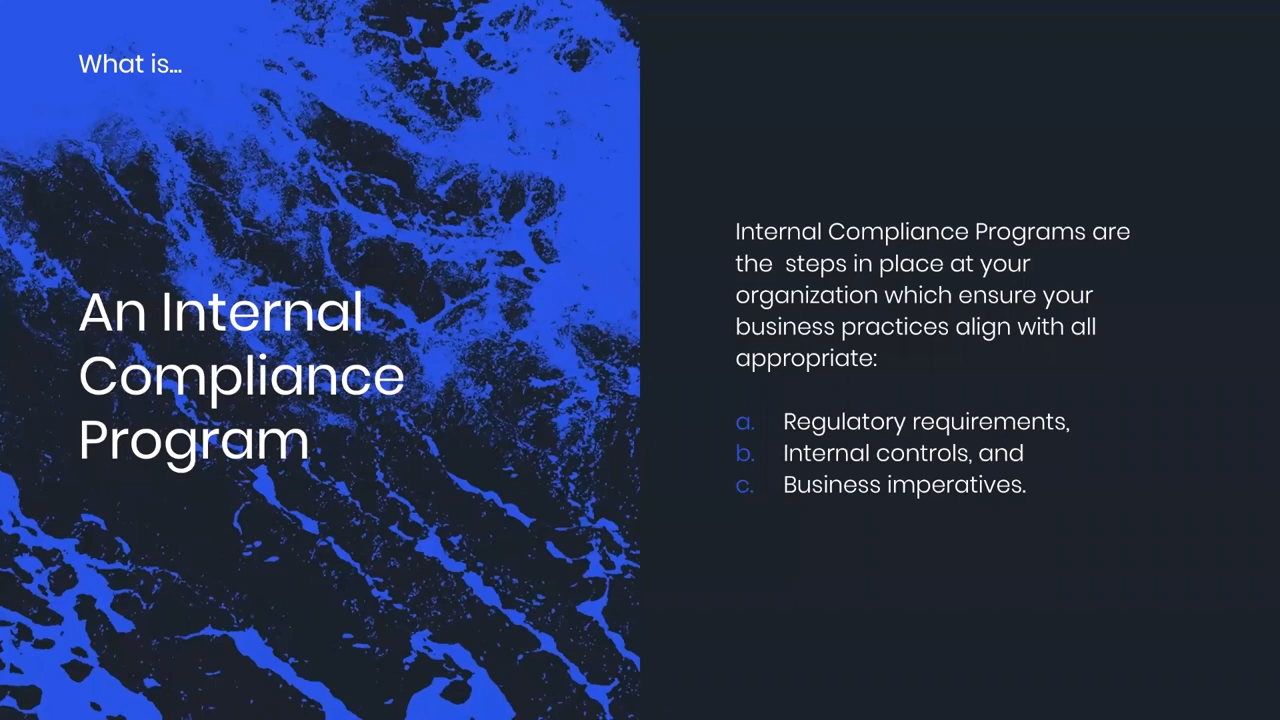 What is...
An Internal
Compliance
Program
Internal Compliance Programs are
the  steps in place at your
organization which ensure your
business practices align with all
appropriate:
a. Regulatory requirements,
b. Internal controls, and
c. Business imperatives.